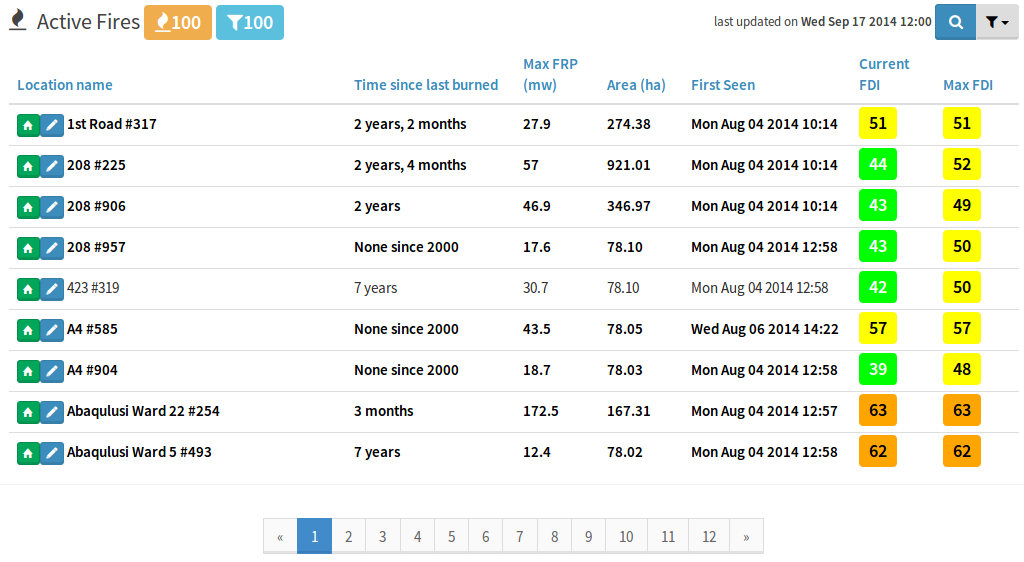 Active Fires 100 100 last updated on Wed Sep 17 2014 12:00
Location name Time since last burned Max FRP (mw) Area (ha) First Seen Current FDI Max FDI
1st Road #317 2 years, 2 months 27.9 274.38 Mon Aug 04 2014 10:14 51 51
208 #225 2 years, 4 months 57 921.01 Mon Aug 04 2014 10:14 44 52
208 #906 2 years 46.9 346.97 Mon Aug 04 2014 10:14 43 49
208 #957 None since 2000 17.6 78.10 Mon Aug 04 2014 12:58 43 50
423 #319 7 years 30.7 78.10 Mon Aug 04 2014 12:58 42 50
A4 #585 None since 2000 43.5 78.05 Wed Aug 06 2014 14:22 57 57
A4 #904 None since 2000 18.7 78.03 Mon Aug 04 2014 12:58 39 48
Abaqulusi Ward 22 #254 3 months 172.5 167.31 Mon Aug 04 2014 12:57 63 63
Abaqulusi Ward 5 #493 7 years 12.4 78.02 Mon Aug 04 2014 12:58 62 62
« 1 2 3 4 5 6 7 8 9 10 11 12 »